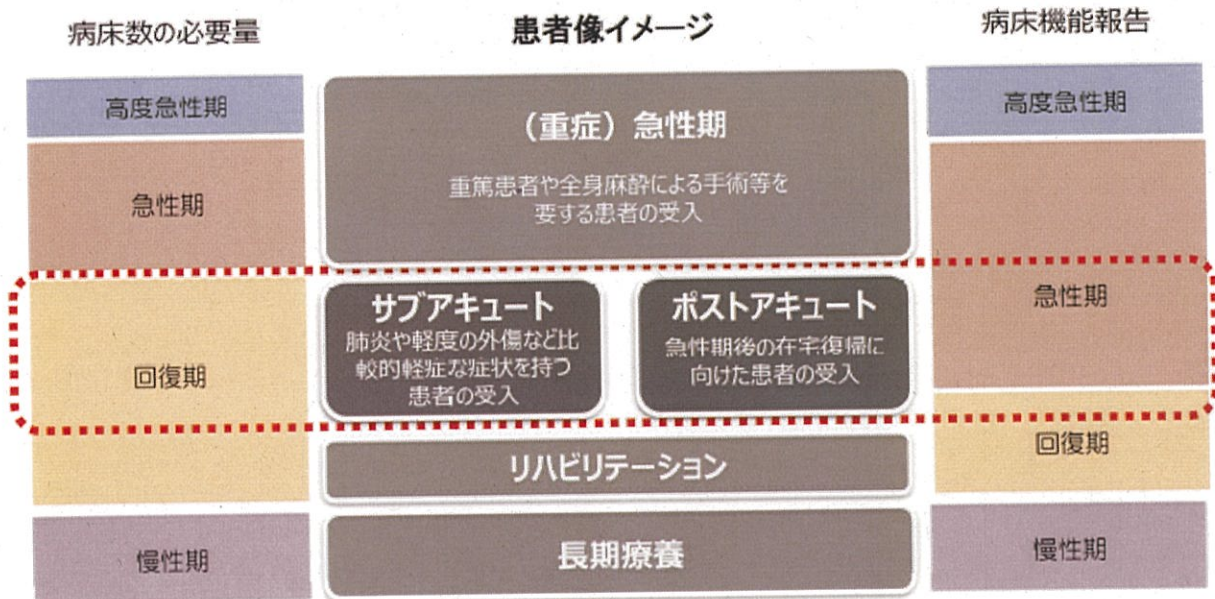 病床数の必要量
患者像イメージ
病床機能報告
高度急性期
急性期
回復期
慢性期
（重症）急性期
重篤患者や全身麻酔による手術等を
要する患者の受入
サブアキュート
肺炎や軽度の外傷など比
較的軽症な症状を持つ
患者の受入
ポストアキュート
急性期後の在宅復帰に
向けた患者の受入
リハビリテーション
長期療養
高度急性期
急性期
回復期
慢性期